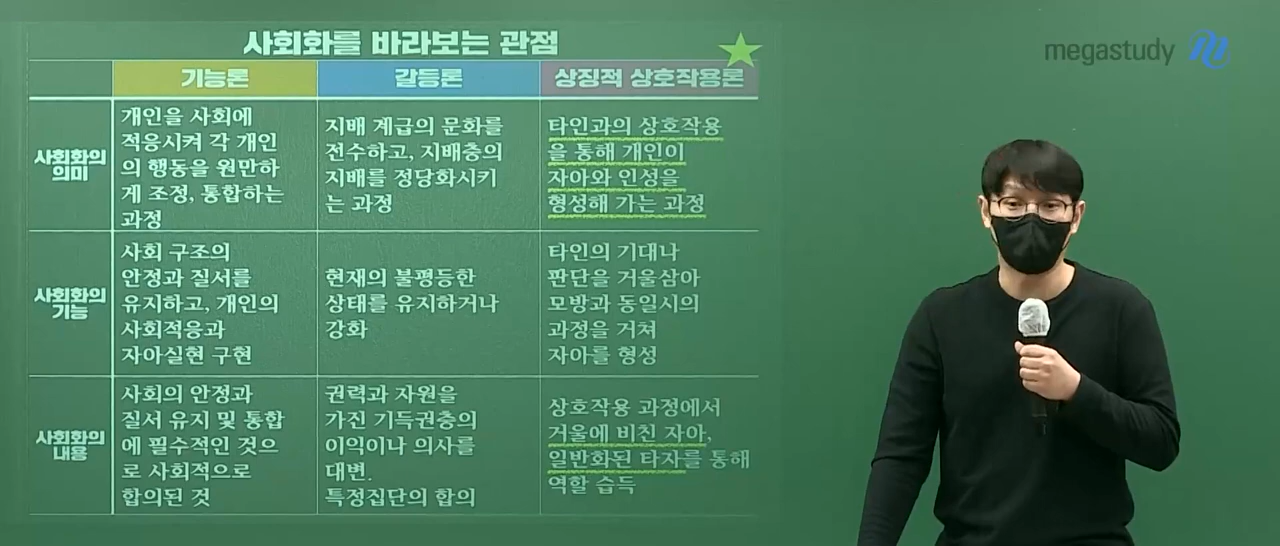 사회화를 바라보는 관점
megastudy
기능론
갈등론
상징적 상호작용론
사회화의
의미
개인을 사회에
적응시켜 각 개인
의 행동을 원만하
게 조정, 통합하는
과정
지배 계급의 문화를
전수하고, 지배층의
지배를 정당화시키
는 과정
타인과의 상호작용
을 통해 개인이
자아와 인성을
형성해 가는 과정
사회화의
기능
사회 구조의
안정과 질서를
유지하고, 개인의
사회적응과
자아실현 구현
현재의 불평등한
상태를 유지하거나
강화
타인의 기대나
판단을 거울삼아
모방과 동일시의
과정을 거쳐
자아를 형성
사회화의
내용
사회의 안정과
질서 유지 및 통합
에 필수적인 것으
로 사회적으로
합의된 것
권력과 자원을
가진 기득권층의
이익이나 의사를
대변.
특정집단의 합의
상호작용 과정에서
거울에 비친 자아,
일반화된 타자를 통해
역할 습득